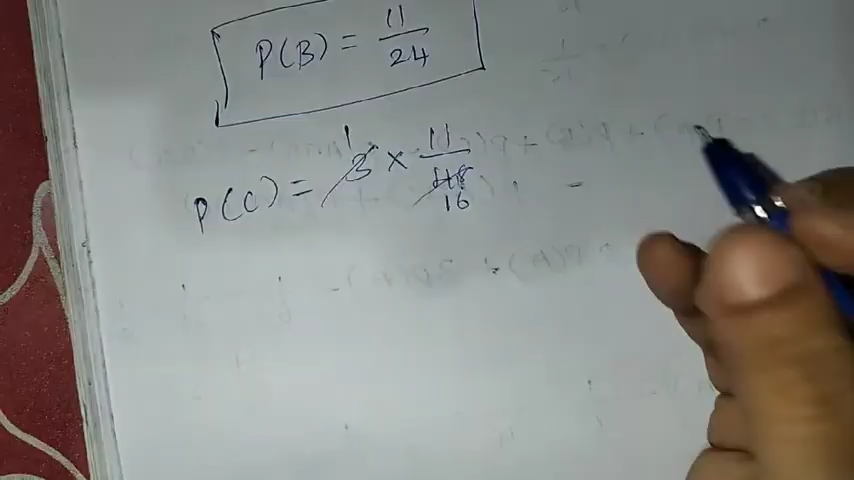 P(B) = 11/24
P(C) = 3 1 × 11/48 16 =